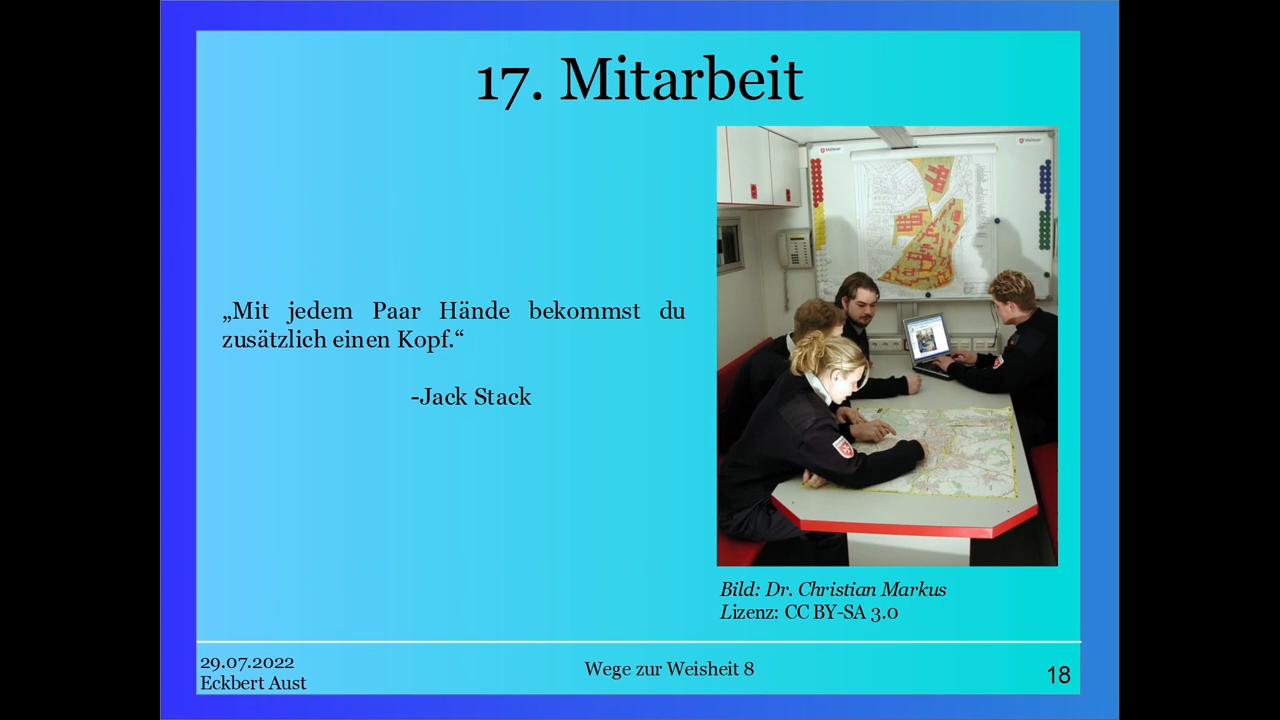 17. Mitarbeit
„Mit jedem Paar Hände bekommst du
zusätzlich einen Kopf.“
-Jack Stack
Bild: Dr. Christian Markus
Lizenz: CC BY-SA 3.0
29.07.2022
Eckbert Aust
Wege zur Weisheit 8
18